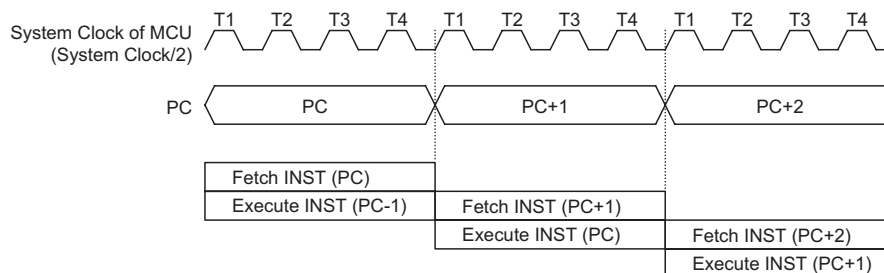 T1 T2 T3 T4 T1 T2 T3 T4 T1 T2 T3 T4
System Clock of MCU
(System Clock/2)
PC PC PC+1 PC+2
Fetch INST (PC)
Execute INST (PC-1) Fetch INST (PC+1)
Execute INST (PC) Fetch INST (PC+2)
Execute INST (PC+1)